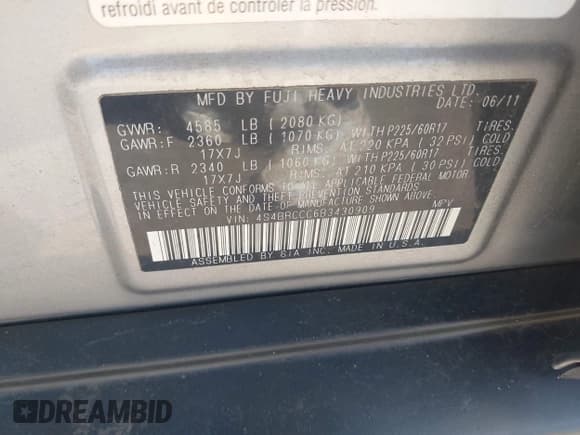 refroidi avant de contrôler la pression.
MFD BY FUJI HEAVY INDUSTRIES LTD.
DATE: 06/11
GVWR: 4585 LB ( 2080 KG)
GAWR:F 2360 LB ( 1070 KG) WITH P225/60R17 TIRES.
17X7J RIMS. AT 220 KPA ( 32 PSI)
GAWR:R 2340 LB ( 1060 KG) WITH P225/60R17 TIRES.
17X7J RIMS. AT 210 KPA ( 30 PSI)
THIS VEHICLE CONFORMS TO ALL APPLICABLE FEDERAL MOTOR
VEHICLE SAFETY AND THEFT PREVENTION STANDARDS
IN EFFECT ON THE DATE OF MANUFACTURE SHOWN ABOVE.
VIN: 4S4BRCCC6B3430909 MPV
ASSEMBLED BY SIA INC. MADE IN U.S.A.
DREAMBID